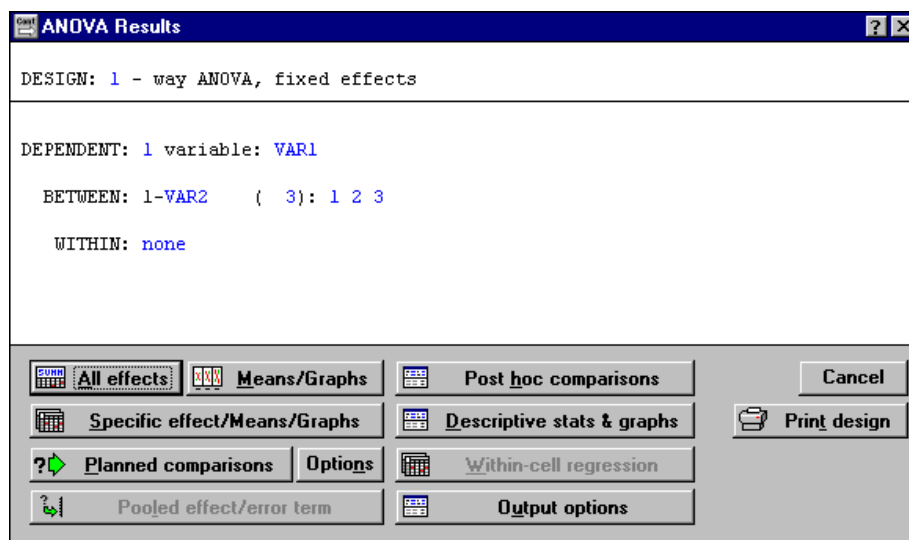 ANOVA Results
DESIGN: 1 - way ANOVA, fixed effects
DEPENDENT: 1 variable: VAR1
BETWEEN: 1-VAR2 ( 3): 1 2 3
WITHIN: none
All effects Means/Graphs Post hoc comparisons Cancel
Specific effect/Means/Graphs Descriptive stats & graphs Print design
Planned comparisons Options Within-cell regression
Pooled effect/error term Output options